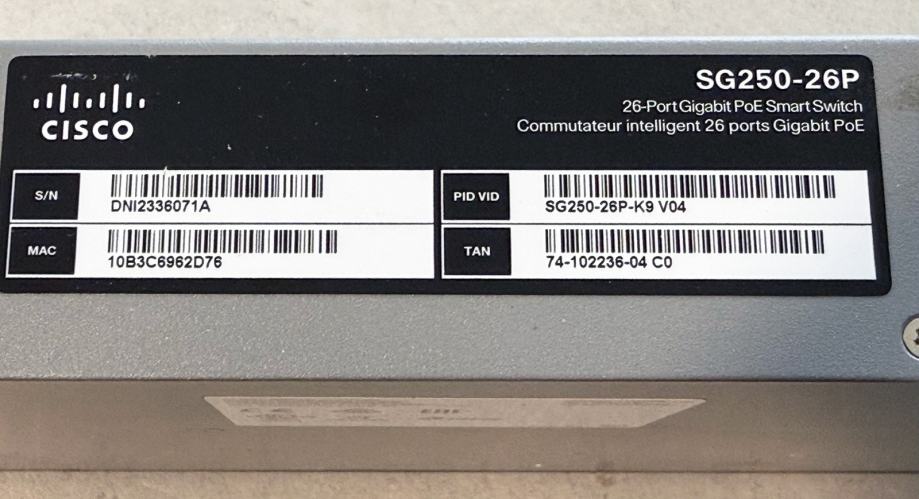 CISCO
SG250-26P
26-Port Gigabit PoE Smart Switch
Commutateur intelligent 26 ports Gigabit PoE
S/N
DNI2336071A
PID VID
SG250-26P-K9 V04
MAC
10B3C6962D76
TAN
74-102236-04 C0